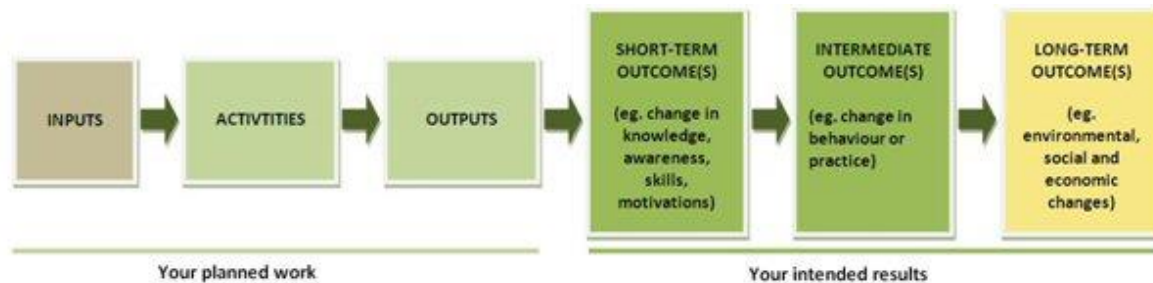 INPUTS
ACTIVTITIES
OUTPUTS
SHORT-TERM
OUTCOME(S)
(eg. change in
knowledge,
awareness,
skills,
motivations)
INTERMEDIATE
OUTCOME(S)
(eg. change in
behaviour or
practice)
LONG-TERM
OUTCOME(S)
(eg.
environmental,
social and
economic
changes)
Your planned work
Your intended results